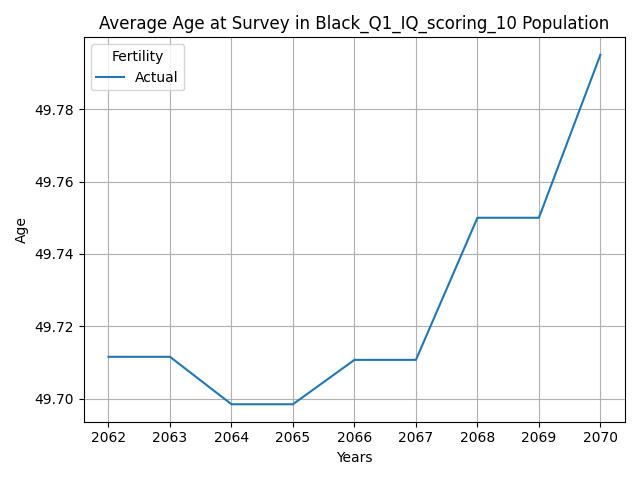 Average Age at Survey in Black_Q1_IQ_scoring_10 Population
Fertility
Actual
49.78
49.76
49.74
49.72
49.70
Age
2062 2063 2064 2065 2066 2067 2068 2069 2070
Years